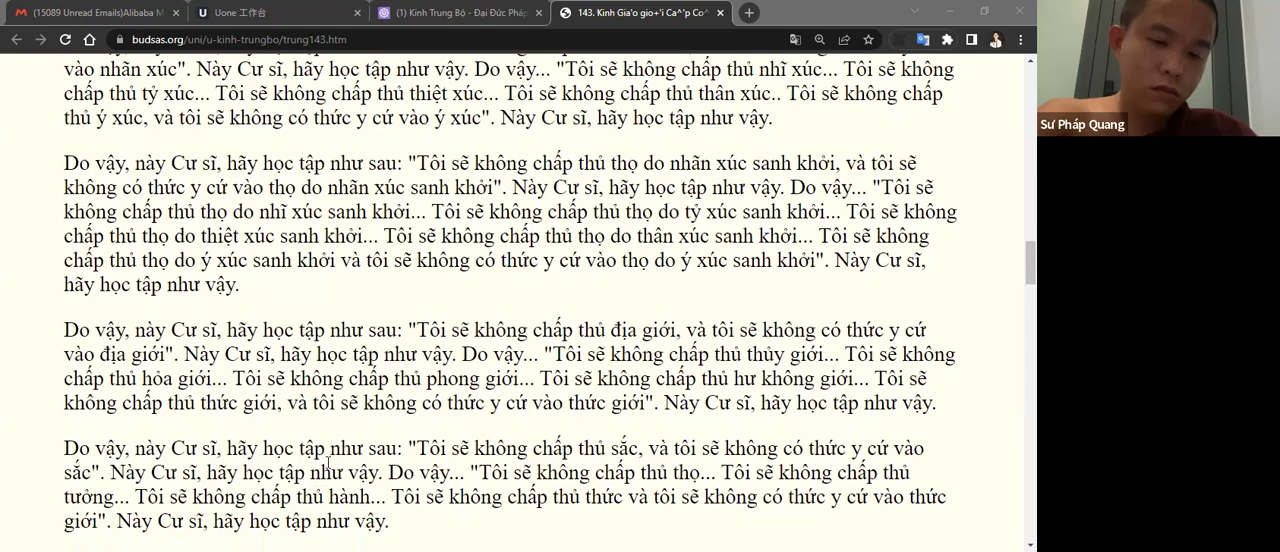 (15089 Unread Emails)Alibaba M
Uone 工作台
(1) Kinh Trung Bộ - Đại Đức Pháp
143. Kinh Gia'o gio+'i Ca^'p Co^
budsas.org/uni/u-kinh-trungbo/trung143.htm
vào nhãn xúc". Này Cư sĩ, hãy học tập như vậy. Do vậy... "Tôi sẽ không chấp thủ nhĩ xúc... Tôi sẽ không
chấp thủ tỷ xúc... Tôi sẽ không chấp thủ thiệt xúc... Tôi sẽ không chấp thủ thân xúc.. Tôi sẽ không chấp
thủ ý xúc, và tôi sẽ không có thức y cứ vào ý xúc". Này Cư sĩ, hãy học tập như vậy.
Do vậy, này Cư sĩ, hãy học tập như sau: "Tôi sẽ không chấp thủ thọ do nhãn xúc sanh khởi, và tôi sẽ
không có thức y cứ vào thọ do nhãn xúc sanh khởi". Này Cư sĩ, hãy học tập như vậy. Do vậy... "Tôi sẽ
không chấp thủ thọ do nhĩ xúc sanh khởi... Tôi sẽ không chấp thủ thọ do tỷ xúc sanh khởi... Tôi sẽ không
chấp thủ thọ do thiệt xúc sanh khởi... Tôi sẽ không chấp thủ thọ do thân xúc sanh khởi... Tôi sẽ không
chấp thủ thọ do ý xúc sanh khởi và tôi sẽ không có thức y cứ vào thọ do ý xúc sanh khởi". Này Cư sĩ,
hãy học tập như vậy.
Do vậy, này Cư sĩ, hãy học tập như sau: "Tôi sẽ không chấp thủ địa giới, và tôi sẽ không có thức y cứ
vào địa giới". Này Cư sĩ, hãy học tập như vậy. Do vậy... "Tôi sẽ không chấp thủ thủy giới... Tôi sẽ không
chấp thủ hỏa giới... Tôi sẽ không chấp thủ phong giới... Tôi sẽ không chấp thủ hư không giới... Tôi sẽ
không chấp thủ thức giới, và tôi sẽ không có thức y cứ vào thức giới". Này Cư sĩ, hãy học tập như vậy.
Do vậy, này Cư sĩ, hãy học tập như sau: "Tôi sẽ không chấp thủ sắc, và tôi sẽ không có thức y cứ vào
sắc". Này Cư sĩ, hãy học tập như vậy. Do vậy... "Tôi sẽ không chấp thủ thọ... Tôi sẽ không chấp thủ
tưởng... Tôi sẽ không chấp thủ hành... Tôi sẽ không chấp thủ thức và tôi sẽ không có thức y cứ vào thức
giới". Này Cư sĩ, hãy học tập như vậy.
Sư Pháp Quang